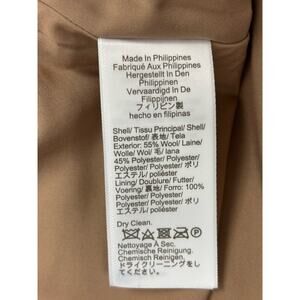 Made In Philippines
Fabriqué Aux Philippines
Hergestellt In Den
Philippinen
Vervaardigd In De
Filippijnen
フィリピン製
hecho en filipinas
Shell/ Tissu Principal/ Shell/
Bovenstof/ 表地/ Tela
Exterior: 55% Wool/ Laine/
Wolle/ Wol/ 毛/ lana
45% Polyester/ Polyester/
Polyester/ Polyester/ ポリ
エステル/ poliéster
Lining/ Doublure/ Futter/
Voering/ 裏地/ Forro: 100%
Polyester/ Polyester/
Polyester/ Polyester/ ポリ
エステル/ poliéster
Dry Clean.
P
Nettoyage À Sec.
Chemische Reinigung.
Chemisch Reinigen.
ドライクリーニングをし
てください。